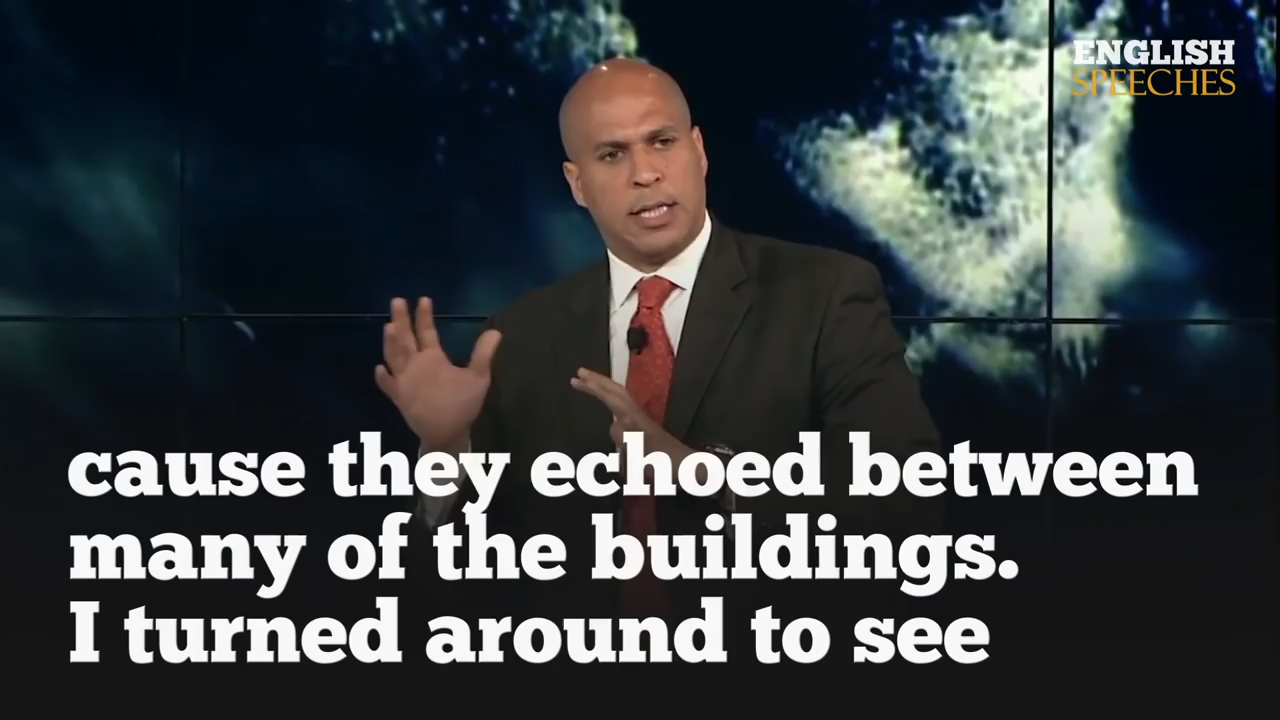 ENGLISH
SPEECHES
cause they echoed between
many of the buildings.
I turned around to see